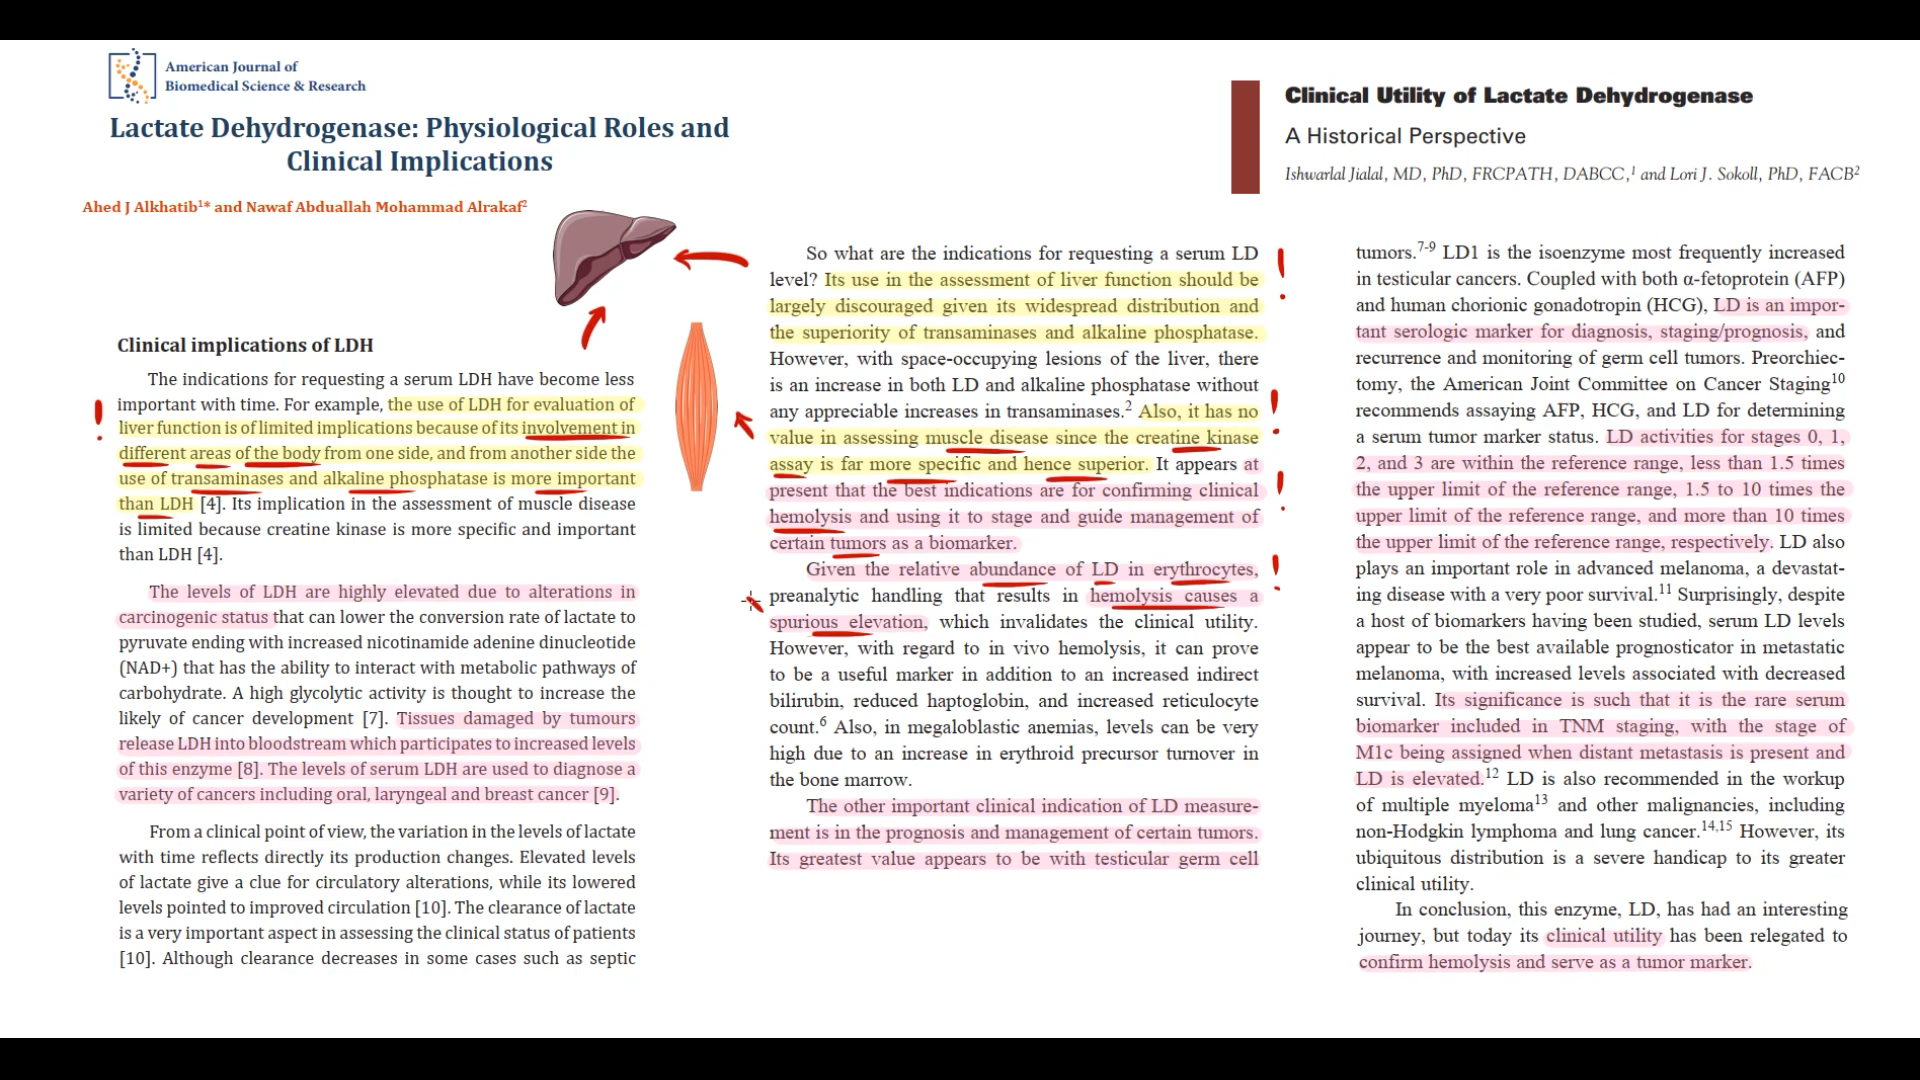 American Journal of
Biomedical Science & Research
Lactate Dehydrogenase: Physiological Roles and
Clinical Implications
Ahed J Alkhatib¹* and Nawaf Abduallah Mohammad Alrakaf²
Clinical implications of LDH
The indications for requesting a serum LDH have become less
important with time. For example, the use of LDH for evaluation of
liver function is of limited implications because of its involvement in
different areas of the body from one side, and from another side the
use of transaminases and alkaline phosphatase is more important
than LDH [4]. Its implication in the assessment of muscle disease
is limited because creatine kinase is more specific and important
than LDH [4].
The levels of LDH are highly elevated due to alterations in
carcinogenic status that can lower the conversion rate of lactate to
pyruvate ending with increased nicotinamide adenine dinucleotide
(NAD+) that has the ability to interact with metabolic pathways of
carbohydrate. A high glycolytic activity is thought to increase the
likely of cancer development [7]. Tissues damaged by tumours
release LDH into bloodstream which participates to increased levels
of this enzyme [8]. The levels of serum LDH are used to diagnose a
variety of cancers including oral, laryngeal and breast cancer [9].
From a clinical point of view, the variation in the levels of lactate
with time reflects directly its production changes. Elevated levels
of lactate give a clue for circulatory alterations, while its lowered
levels pointed to improved circulation [10]. The clearance of lactate
is a very important aspect in assessing the clinical status of patients
[10]. Although clearance decreases in some cases such as septic
Clinical Utility of Lactate Dehydrogenase
A Historical Perspective
Ishwarlal Jialal, MD, PhD, FRCPATH, DABCC,¹ and Lori J. Sokoll, PhD, FACB²
So what are the indications for requesting a serum LD
level? Its use in the assessment of liver function should be
largely discouraged given its widespread distribution and
the superiority of transaminases and alkaline phosphatase.
However, with space-occupying lesions of the liver, there
is an increase in both LD and alkaline phosphatase without
any appreciable increases in transaminases.² Also, it has no
value in assessing muscle disease since the creatine kinase
assay is far more specific and hence superior. It appears at
present that the best indications are for confirming clinical
hemolysis and using it to stage and guide management of
certain tumors as a biomarker.
Given the relative abundance of LD in erythrocytes,
preanalytic handling that results in hemolysis causes a
spurious elevation, which invalidates the clinical utility.
However, with regard to in vivo hemolysis, it can prove
to be a useful marker in addition to an increased indirect
bilirubin, reduced haptoglobin, and increased reticulocyte
count.⁶ Also, in megaloblastic anemias, levels can be very
high due to an increase in erythroid precursor turnover in
the bone marrow.
The other important clinical indication of LD measure-
ment is in the prognosis and management of certain tumors.
Its greatest value appears to be with testicular germ cell
tumors.⁷⁻⁹ LD1 is the isoenzyme most frequently increased
in testicular cancers. Coupled with both α-fetoprotein (AFP)
and human chorionic gonadotropin (HCG), LD is an impor-
tant serologic marker for diagnosis, staging/prognosis, and
recurrence and monitoring of germ cell tumors. Preorchiec-
tomy, the American Joint Committee on Cancer Staging¹⁰
recommends assaying AFP, HCG, and LD for determining
a serum tumor marker status. LD activities for stages 0, 1,
2, and 3 are within the reference range, less than 1.5 times
the upper limit of the reference range, 1.5 to 10 times the
upper limit of the reference range, and more than 10 times
the upper limit of the reference range, respectively. LD also
plays an important role in advanced melanoma, a devastat-
ing disease with a very poor survival.¹¹ Surprisingly, despite
a host of biomarkers having been studied, serum LD levels
appear to be the best available prognosticator in metastatic
melanoma, with increased levels associated with decreased
survival. Its significance is such that it is the rare serum
biomarker included in TNM staging, with the stage of
M1c being assigned when distant metastasis is present and
LD is elevated.¹² LD is also recommended in the workup
of multiple myeloma¹³ and other malignancies, including
non-Hodgkin lymphoma and lung cancer.¹⁴,¹⁵ However, its
ubiquitous distribution is a severe handicap to its greater
clinical utility.
In conclusion, this enzyme, LD, has had an interesting
journey, but today its clinical utility has been relegated to
confirm hemolysis and serve as a tumor marker.